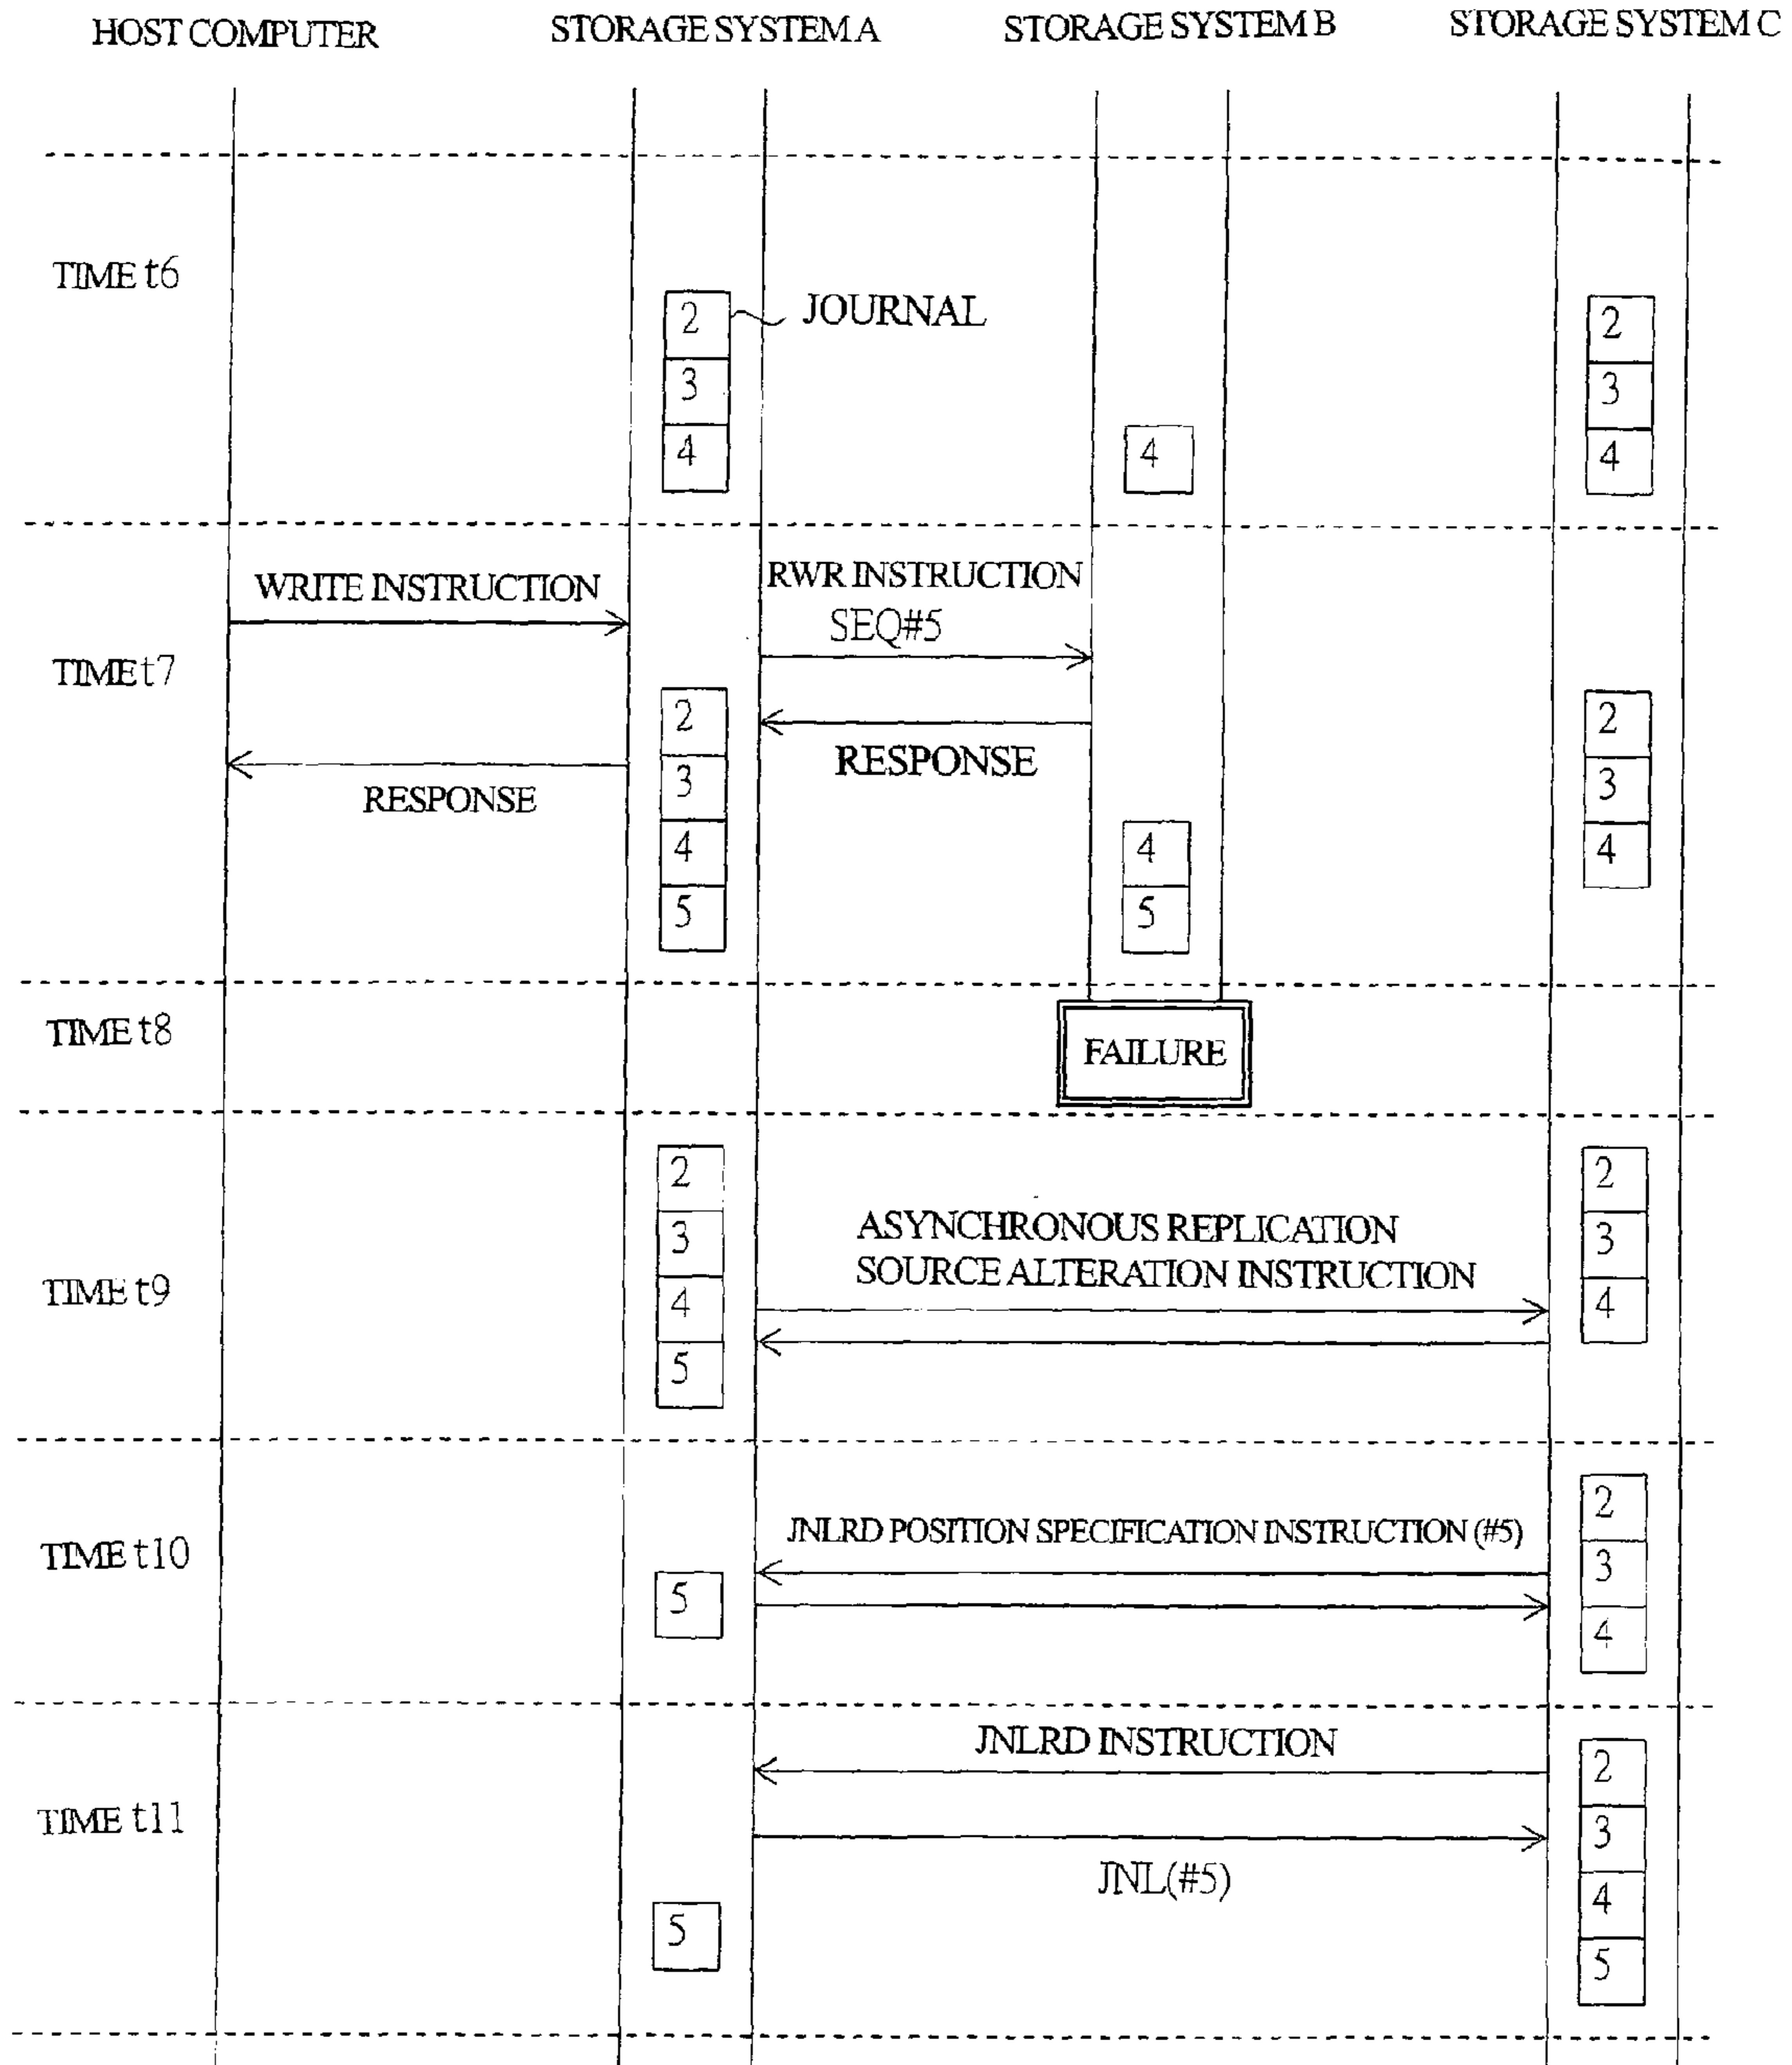 HOST COMPUTER
STORAGE SYSTEM A
STORAGE SYSTEM B
STORAGE SYSTEM C
TIME t6
2
3
4
JOURNAL
4
2
3
4
TIME t7
WRITE INSTRUCTION
RESPONSE
RWR INSTRUCTION
SEQ#5
RESPONSE
2
3
4
5
4
5
2
3
4
TIME t8
FAILURE
TIME t9
2
3
4
5
ASYNCHRONOUS REPLICATION
SOURCE ALTERATION INSTRUCTION
2
3
4
TIME t10
5
JNLRD POSITION SPECIFICATION INSTRUCTION (#5)
2
3
4
TIME t11
5
JNLRD INSTRUCTION
JNL(#5)
2
3
4
5